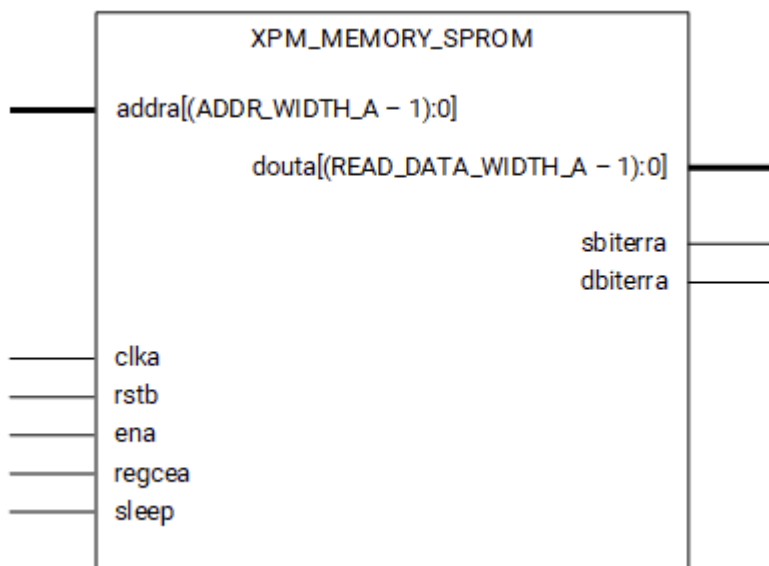 XPM_MEMORY_SPROM
addra[(ADDR_WIDTH_A – 1):0]
douta[(READ_DATA_WIDTH_A – 1):0]
sbiterra
dbiterra
clka
rstb
ena
regcea
sleep